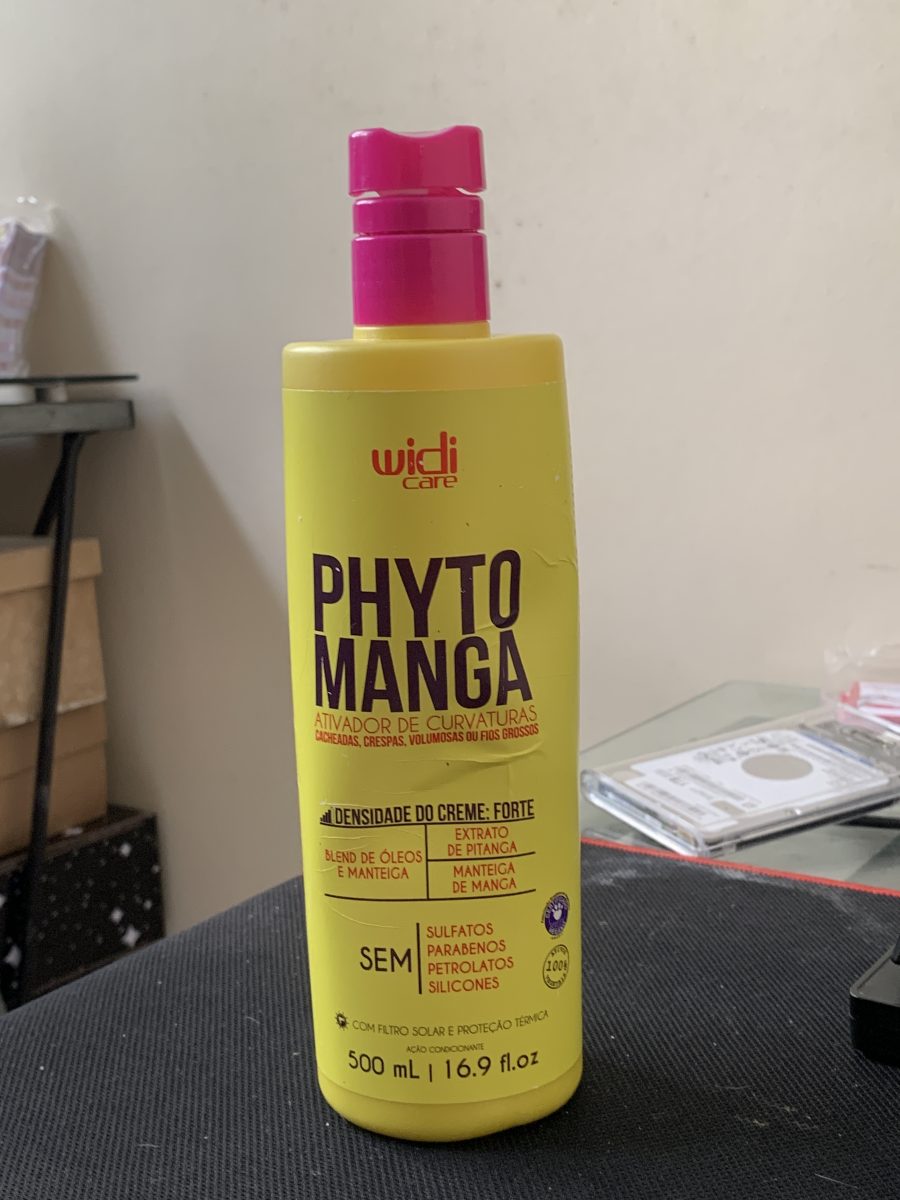 widi
care
PHYTO
MANGA
ATIVADOR DE CURVATURAS
CACHEADAS, CRESPAS, VOLUMOSAS OU FIOS GROSSOS
DENSIDADE DO CREME: FORTE
BLEND DE ÓLEOS
E MANTEIGA
EXTRATO
DE PITANGA
MANTEIGA
DE MANGA
SEM
SULFATOS
PARABENOS
PETROLATOS
SILICONES
100%
COM FILTRO SOLAR E PROTEÇÃO TÉRMICA
AÇÃO CONDICIONANTE
500 mL | 16.9 fl.oz